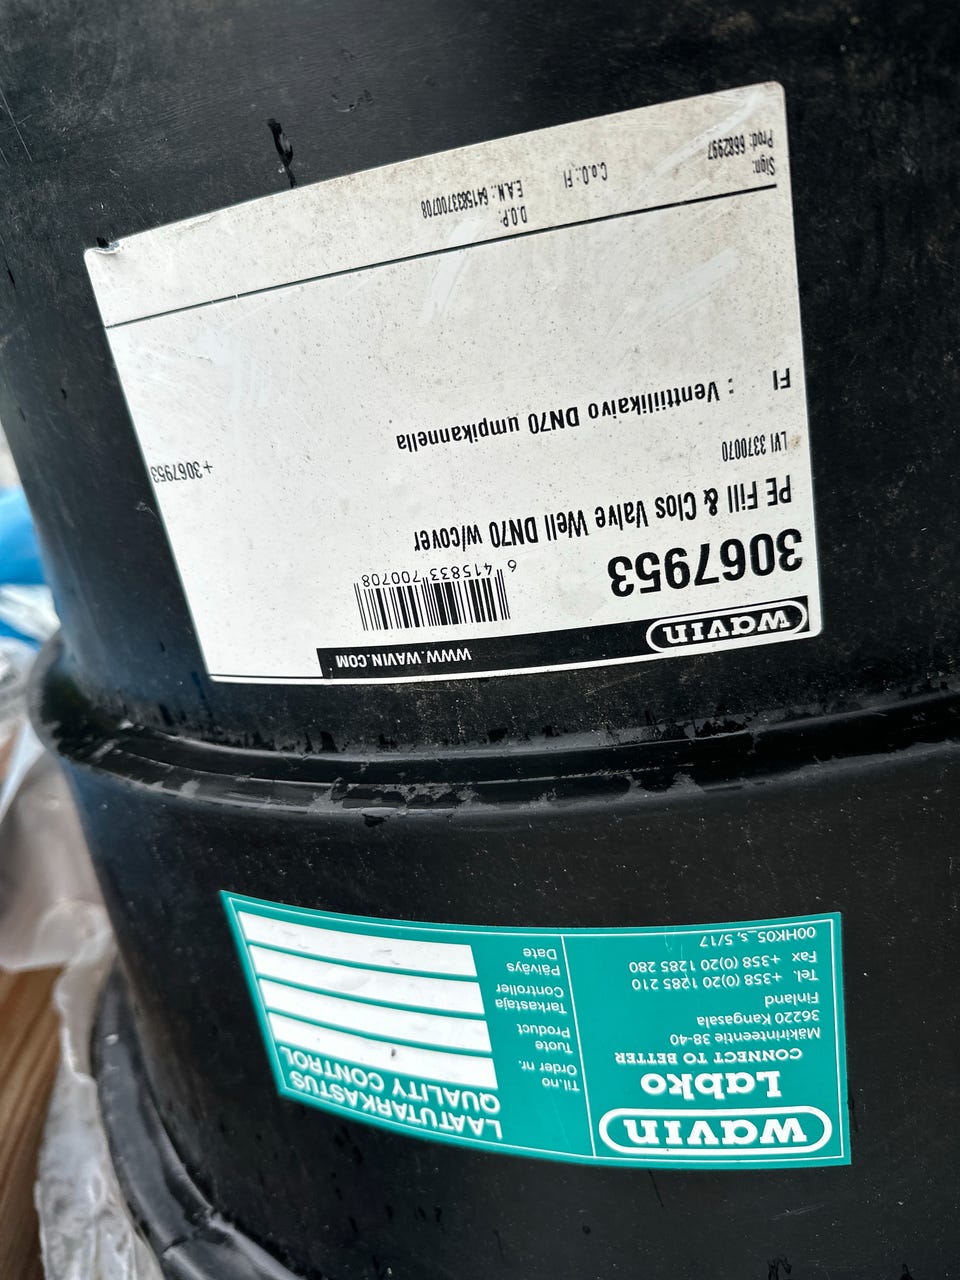 wavin
WWW.WAVIN.COM
3067953
6 415833 700708
PE Fill & Clos Valve Well DN70 w/cover
LVI 3370070
+3067953
FI : Venttiilikaivo DN70 umpikannella
Sign:
D.O.P:
Prod: 6682997
C.o.O.: FI
E.A.N.: 6415833700708
wavin
Labko
CONNECT TO BETTER
Mäkirinteentie 38-40
36220 Kangasala
Finland
Tel. +358 (0)20 1285 210
Fax +358 (0)20 1285 280
00HK05_s, 5/17
LAATUTARKASTUS
QUALITY CONTROL
Til.no
Order nr.
Tuote
Product
Tarkastaja
Controller
Päiväys
Date